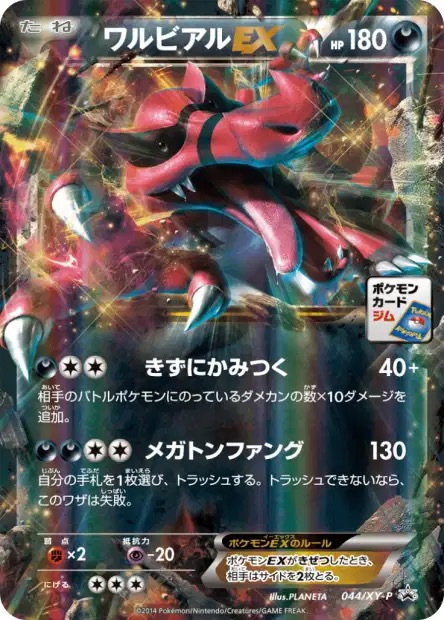 たね ワルビアルEX HP180
ポケモン
カード
ジム
きずにかみつく 40+
相手のバトルポケモンにのっているダメカンの数×10ダメージを
追加。
メガトンファング 130
自分の手札を1枚選び、トラッシュする。トラッシュできないなら、
このワザは失敗。
弱点 ×2 抵抗力 -20
ポケモンEXのルール
ポケモンEXがきぜつしたとき、
相手はサイドを2枚とる。
にげる
illus.PLANETA 044/XY-P
©2014 Pokémon/Nintendo/Creatures/GAME FREAK.